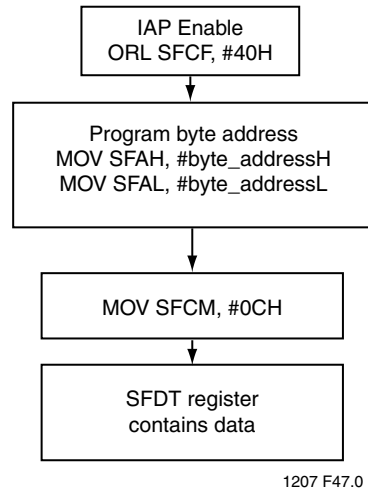 IAP Enable
ORL SFCF, #40H
Program byte address
MOV SFAH, #byte_addressH
MOV SFAL, #byte_addressL
MOV SFCM, #0CH
SFDT register
contains data
1207 F47.0